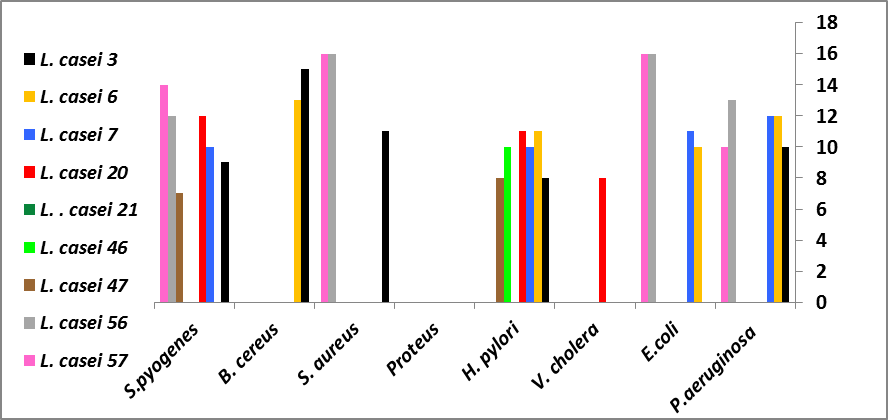 L. casei 3
L. casei 6
L. casei 7
L. casei 20
L. . casei 21
L. casei 46
L. casei 47
L. casei 56
L. casei 57
18
16
14
12
10
8
6
4
2
0
S.pyogenes
B. cereus
S. aureus
Proteus
H. pylori
V. cholera
E.coli
P.aeruginosa